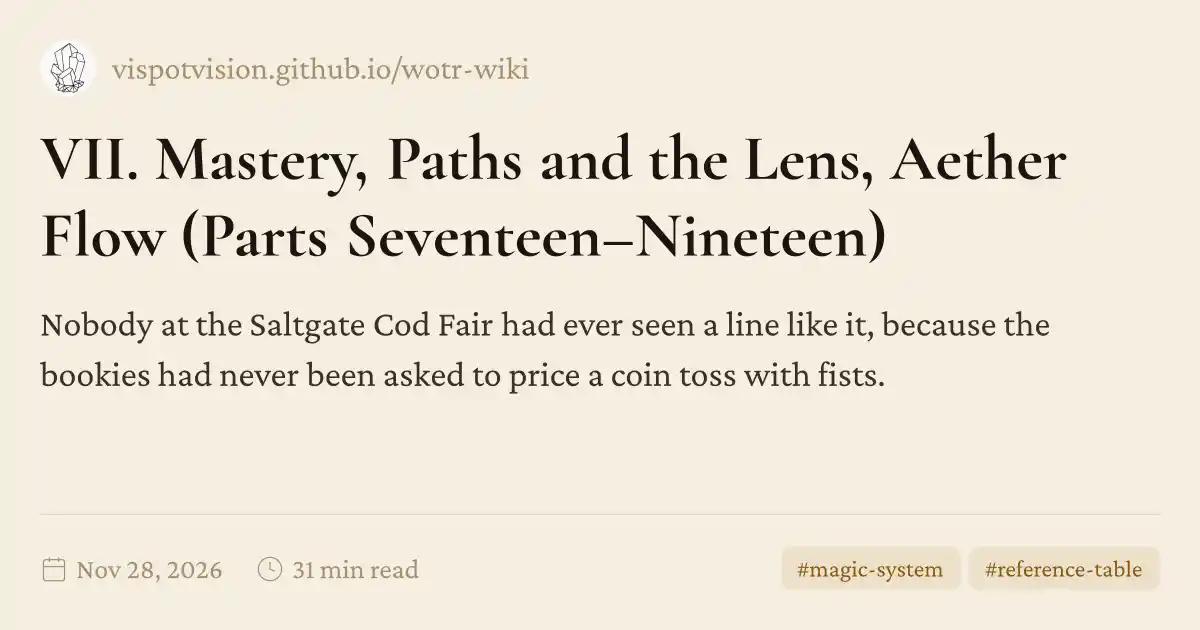 vispotvision.github.io/wotr-wiki
VII. Mastery, Paths and the Lens, Aether
Flow (Parts Seventeen–Nineteen)
Nobody at the Saltgate Cod Fair had ever seen a line like it, because the
bookies had never been asked to price a coin toss with fists.
Nov 28, 2026
31 min read
#magic-system
#reference-table